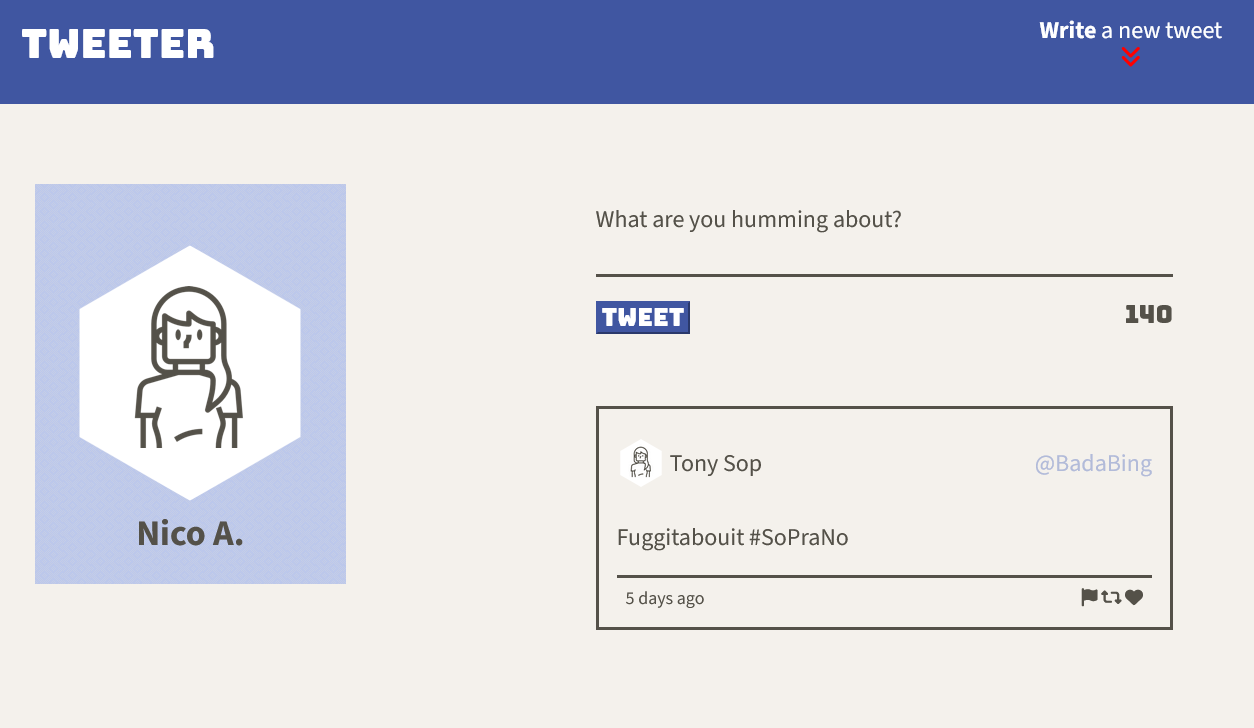 TWEETER
Write a new tweet
Nico A.
What are you humming about?
TWEET
140
Tony Sop
@BadaBing
Fuggitabouit #SoPraNo
5 days ago